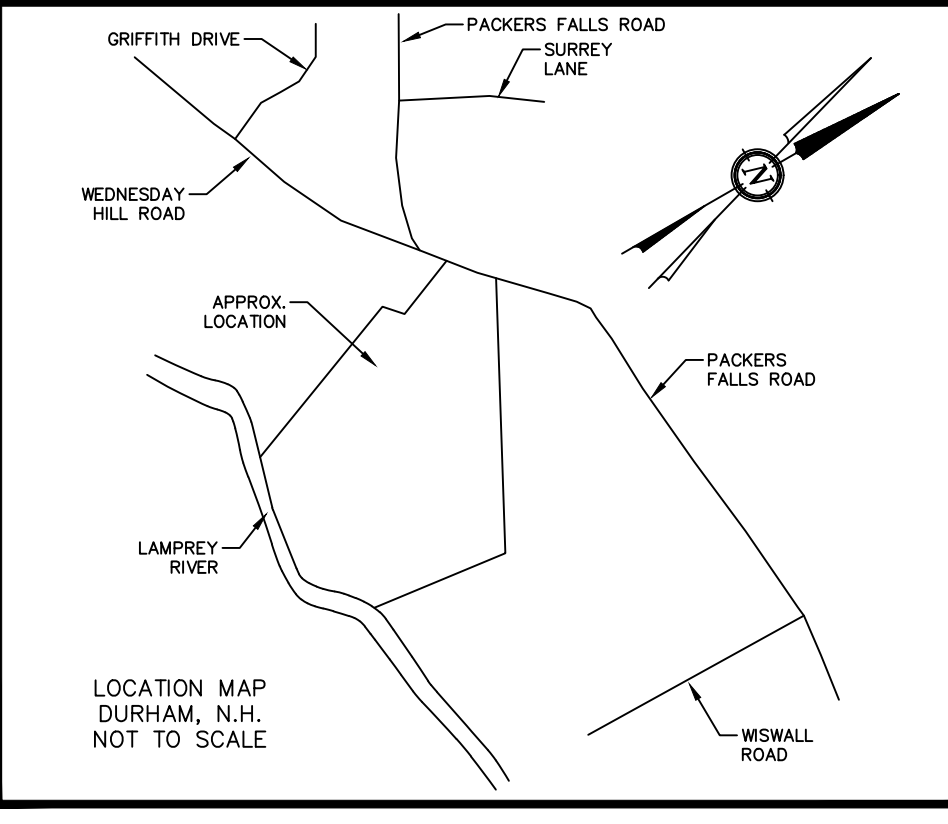 GRIFFITH DRIVE
PACKERS FALLS ROAD
SURREY
LANE
N
WEDNESDAY
HILL ROAD
APPROX.
LOCATION
PACKERS
FALLS ROAD
LAMPREY
RIVER
LOCATION MAP
DURHAM, N.H.
NOT TO SCALE
WISWALL
ROAD